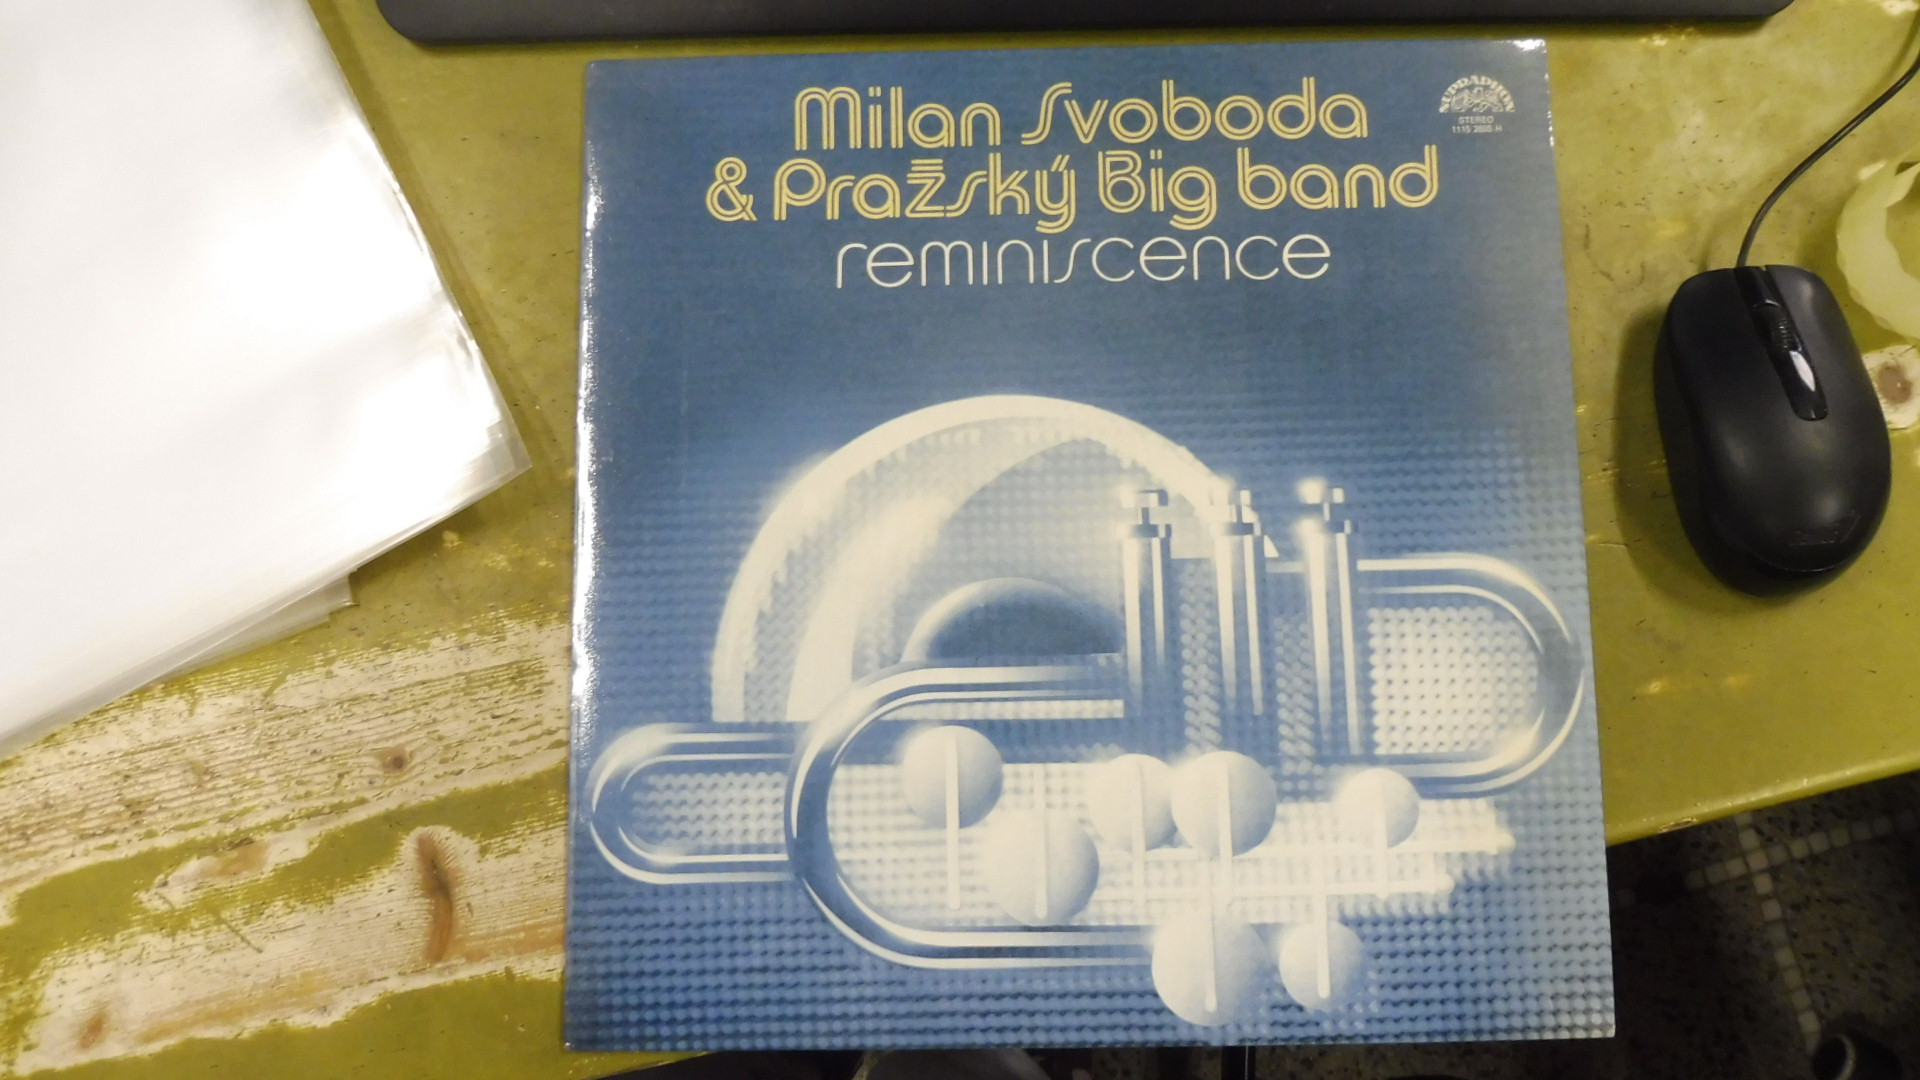 Milan Svoboda
& Pražský Big band
reminiscence
SUPRAPHON
STEREO